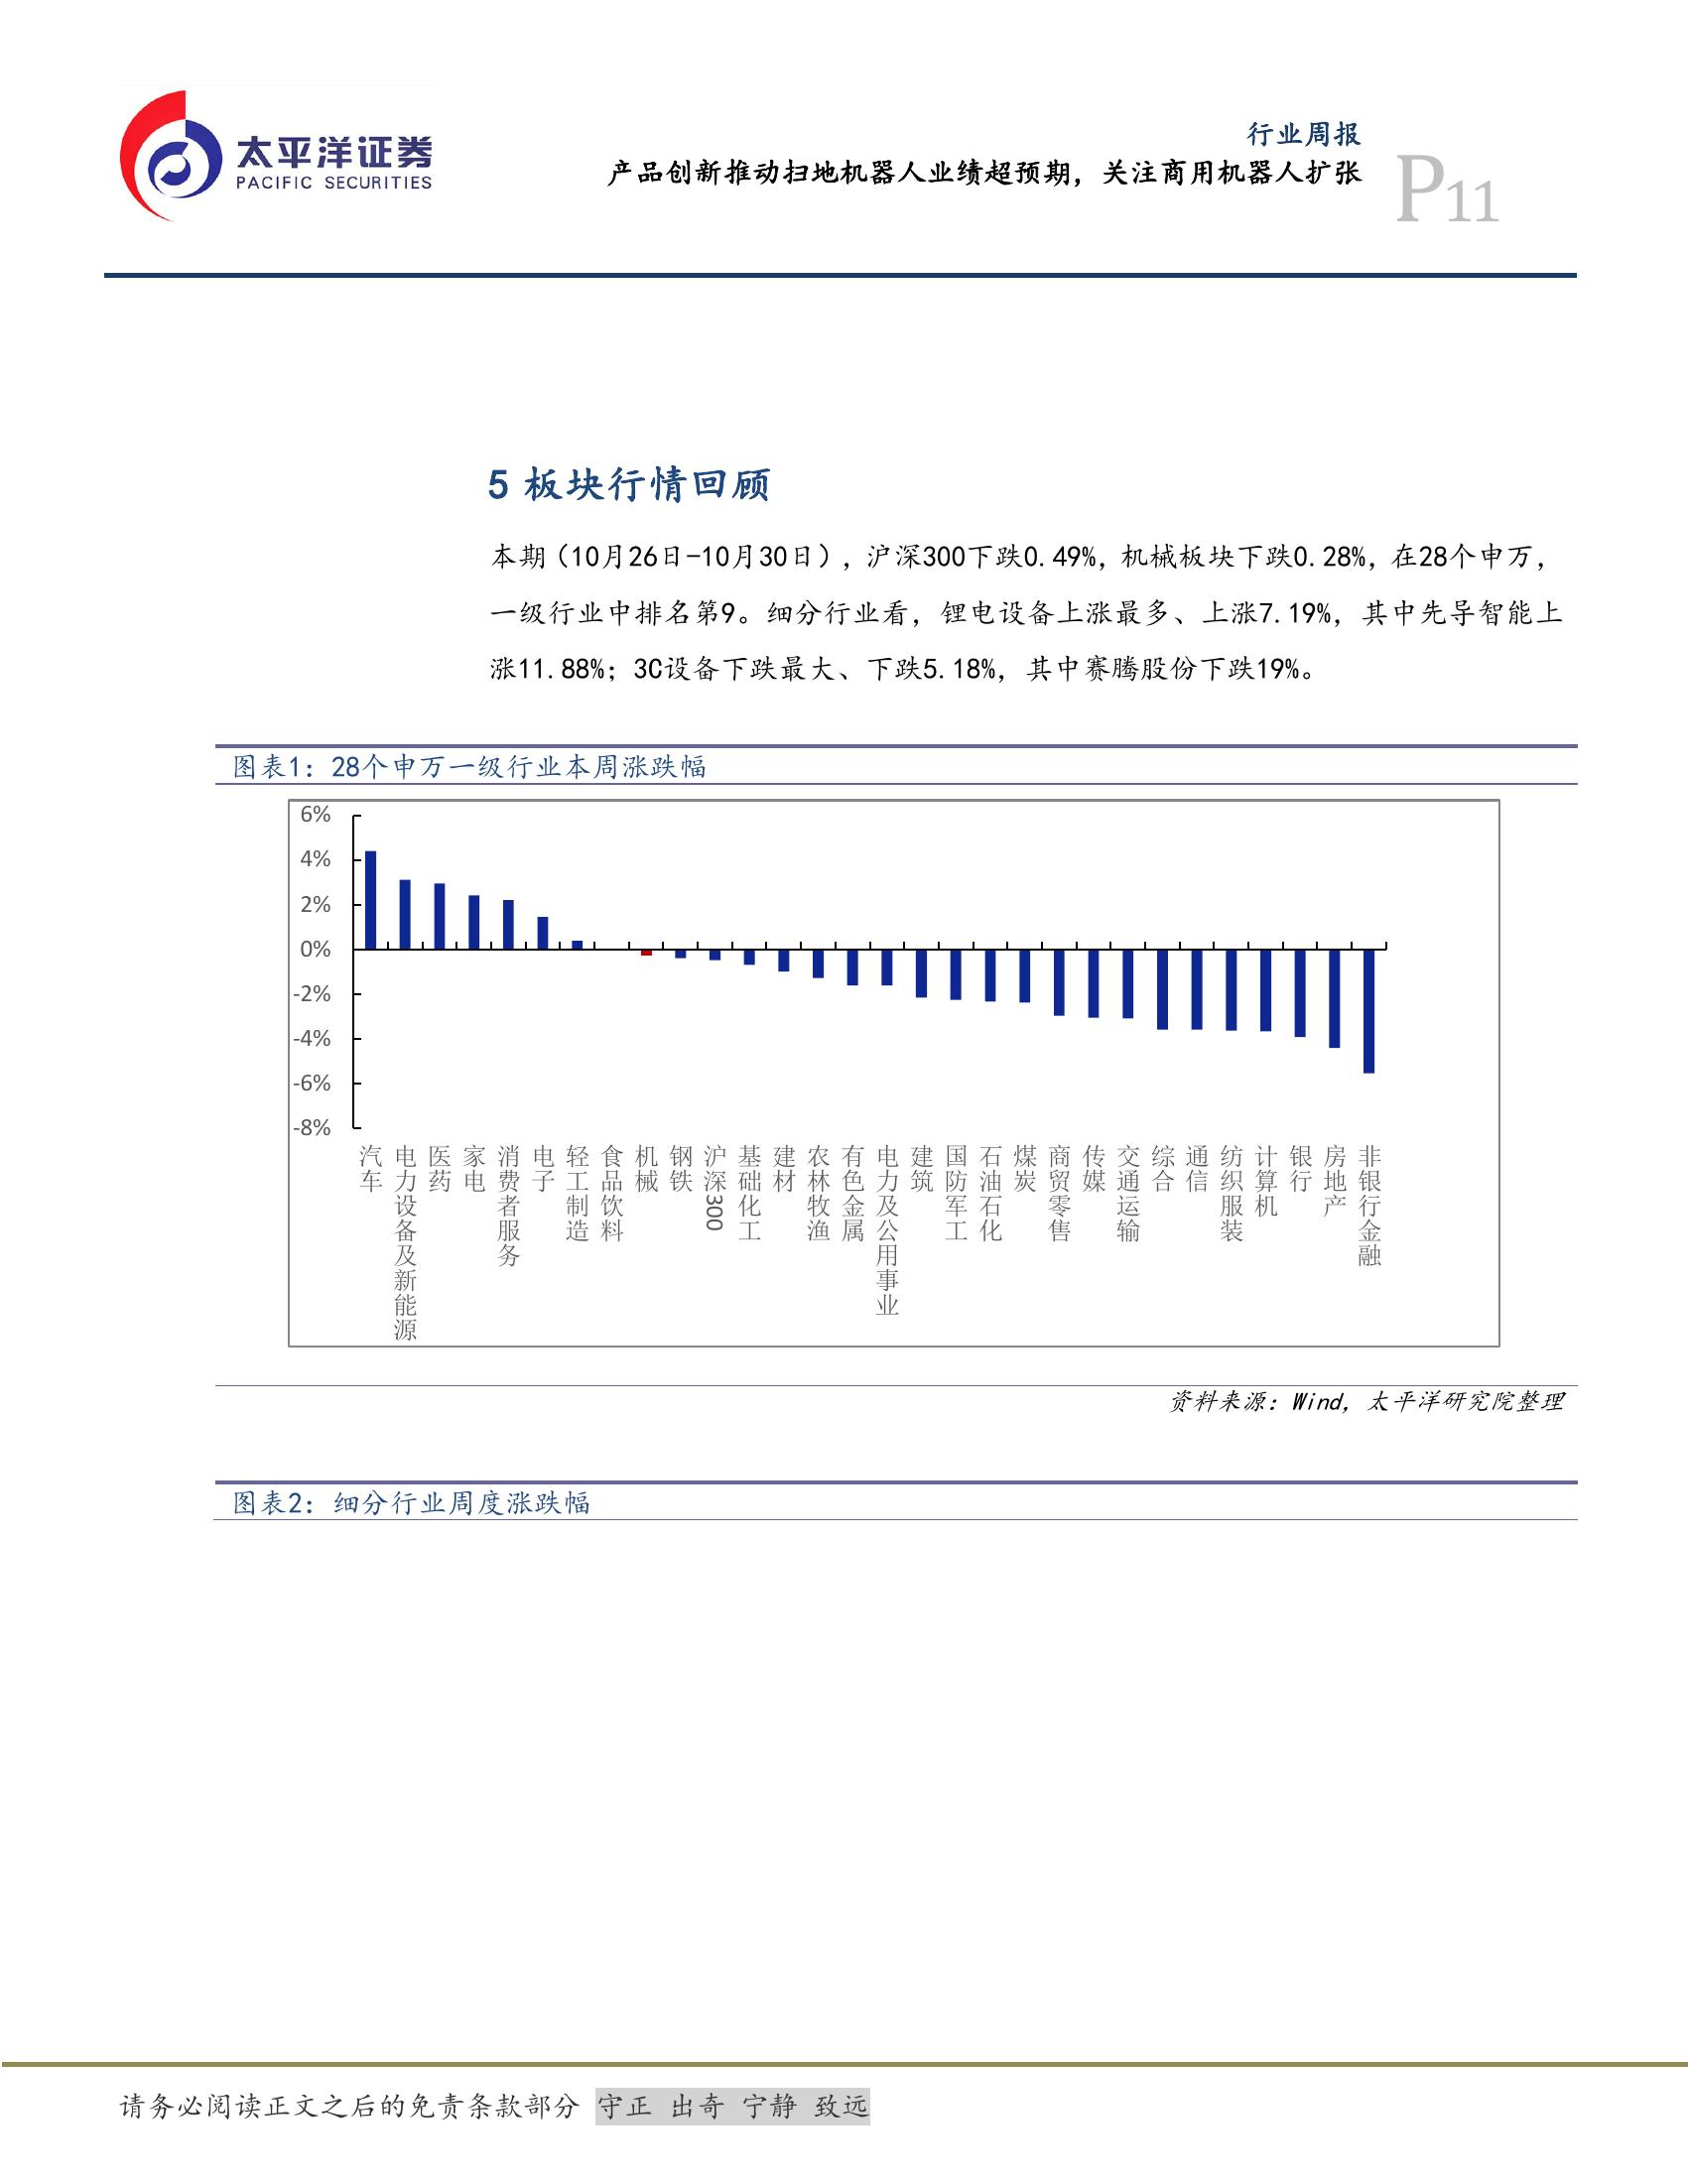 太平洋证券
PACIFIC SECURITIES
行业周报
产品创新推动扫地机器人业绩超预期，关注商用机器人扩张
P11
5 板块行情回顾
本期（10月26日-10月30日），沪深300下跌0.49%，机械板块下跌0.28%，在28个申万，
一级行业中排名第9。细分行业看，锂电设备上涨最多、上涨7.19%，其中先导智能上
涨11.88%；3C设备下跌最大、下跌5.18%，其中赛腾股份下跌19%。
图表1：28个申万一级行业本周涨跌幅
6%
4%
2%
0%
-2%
-4%
-6%
-8%
汽车
电力设备及新能源
医药
家电
消费者服务
电子
轻工制造
食品饮料
机械
钢铁
沪深300
基础化工
建材
农林牧渔
有色金属
电力及公用事业
建筑
国防军工
石油石化
煤炭
商贸零售
传媒
交通运输
综合
通信
纺织服装
计算机
银行
房地产
非银行金融
资料来源：Wind，太平洋研究院整理
图表2：细分行业周度涨跌幅
请务必阅读正文之后的免责条款部分 守正 出奇 宁静 致远